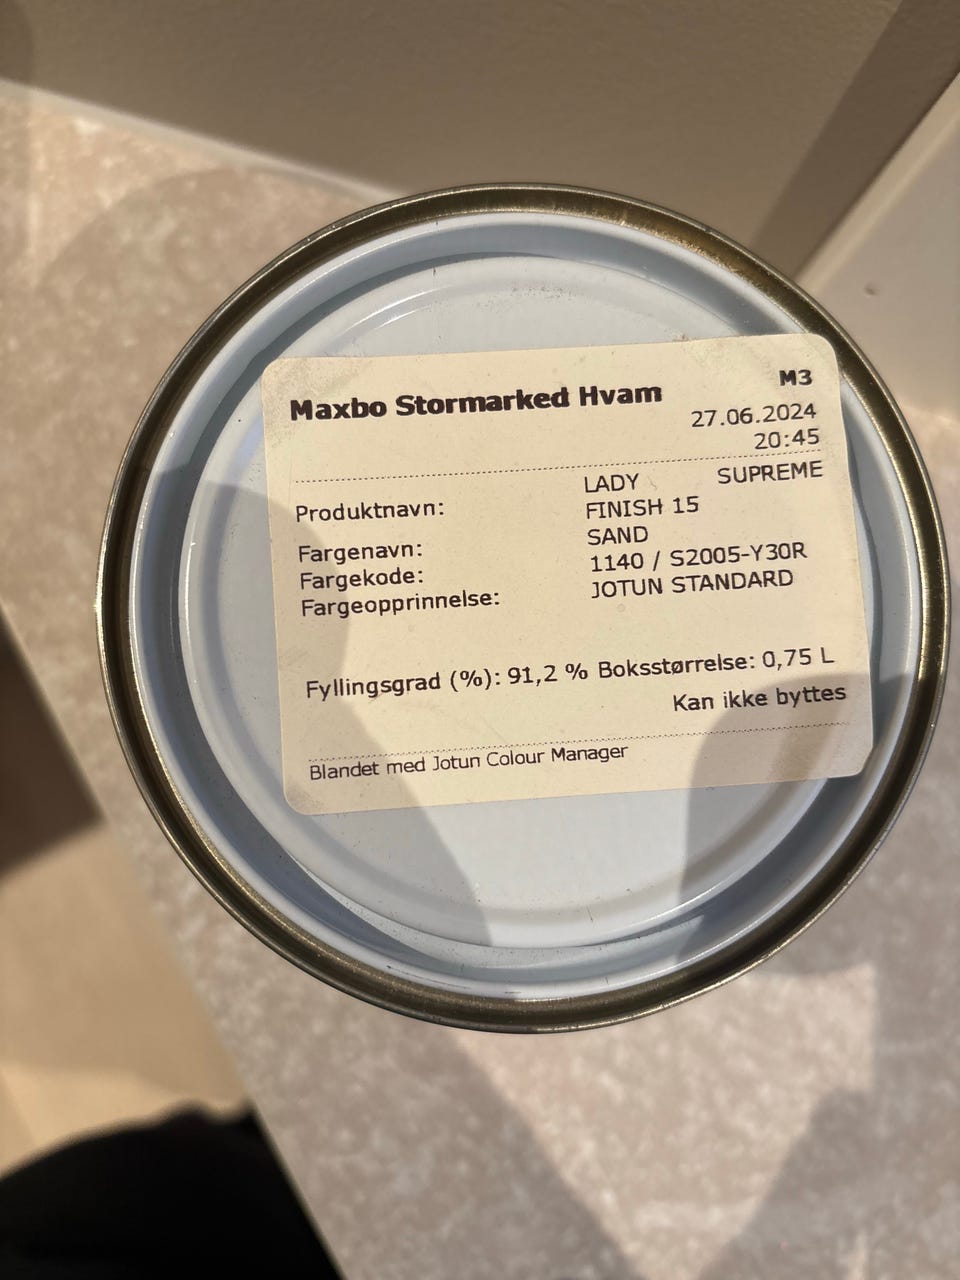 Maxbo Stormarked Hvam
M3
27.06.2024
20:45
Produktnavn: LADY SUPREME
FINISH 15
Fargenavn: SAND
Fargekode: 1140 / S2005-Y30R
Fargeopprinnelse: JOTUN STANDARD
Fyllingsgrad (%): 91,2 % Boksstørrelse: 0,75 L
Kan ikke byttes
Blandet med Jotun Colour Manager